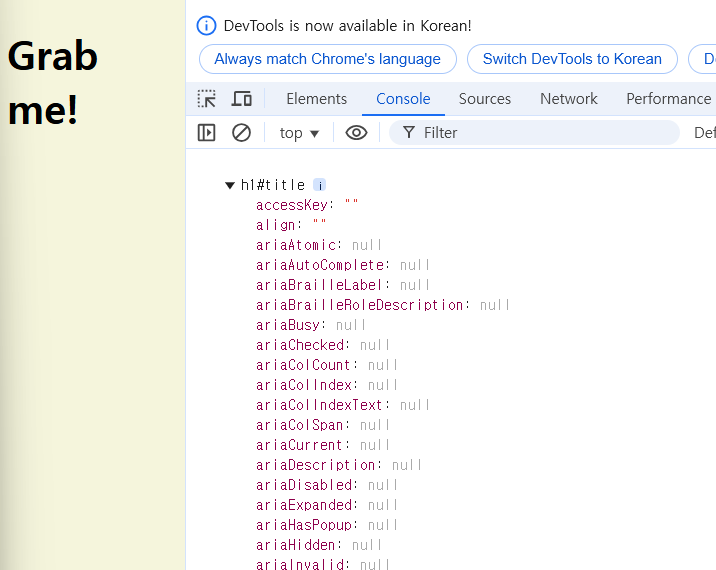 Grab
me!
DevTools is now available in Korean!
Always match Chrome's language
Switch DevTools to Korean
Elements Console Sources Network Performance
top ▼ Filter
▼ h1#title i
accessKey: ""
align: ""
ariaAtomic: null
ariaAutoComplete: null
ariaBrailleLabel: null
ariaBrailleRoleDescription: null
ariaBusy: null
ariaChecked: null
ariaColCount: null
ariaColIndex: null
ariaColIndexText: null
ariaColSpan: null
ariaCurrent: null
ariaDescription: null
ariaDisabled: null
ariaExpanded: null
ariaHasPopup: null
ariaHidden: null
ariaInvalid: null